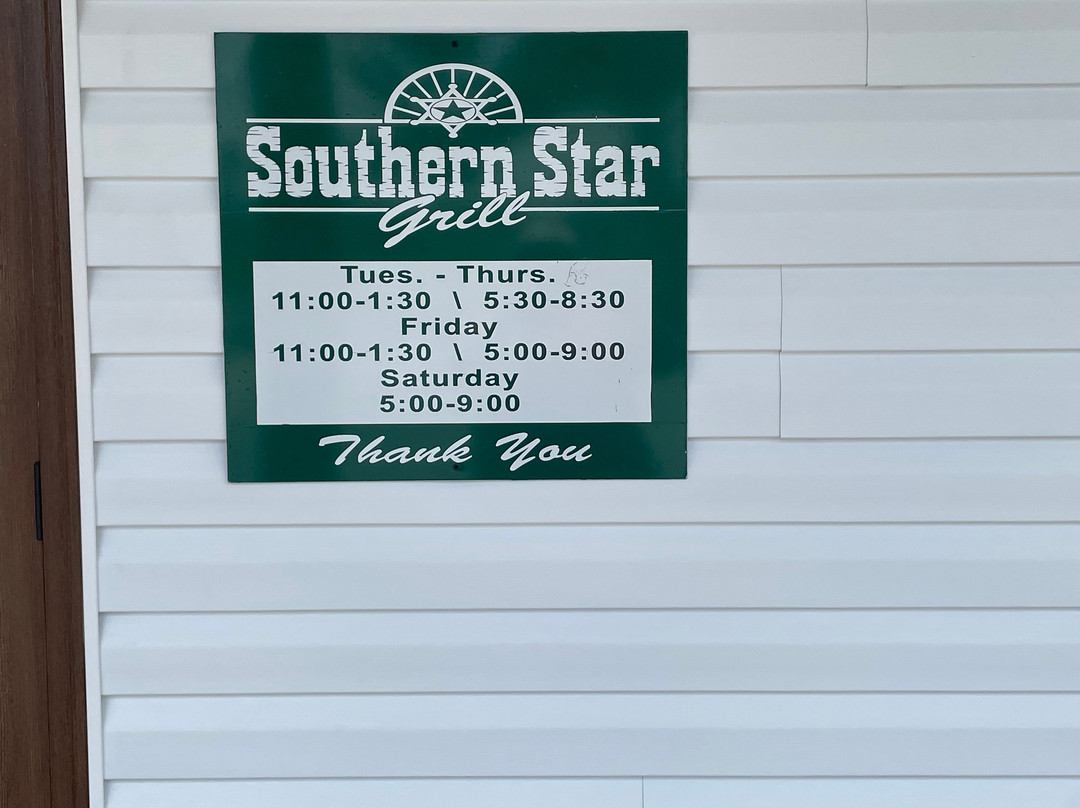 Southern Star
Grill
Tues. - Thurs.
11:00-1:30 \ 5:30-8:30
Friday
11:00-1:30 \ 5:00-9:00
Saturday
5:00-9:00
Thank You